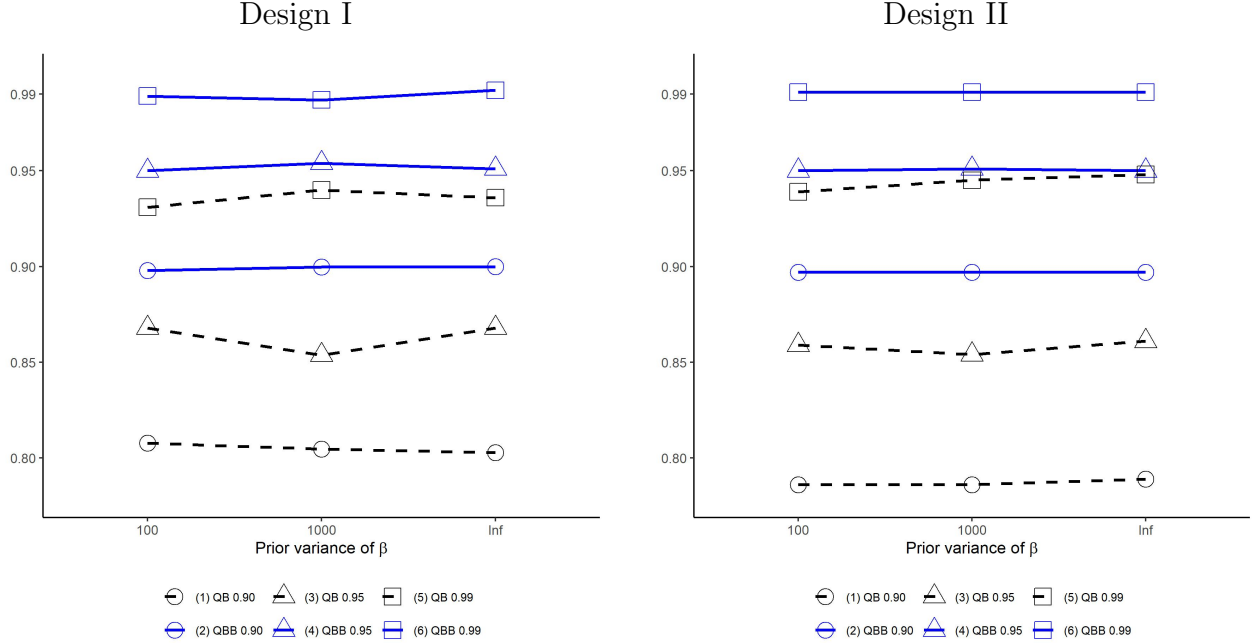 Design I
0.99
0.95
0.90
0.85
0.80
100
1000
Inf
Prior variance of β
(1) QB 0.90
(3) QB 0.95
(5) QB 0.99
(2) QBB 0.90
(4) QBB 0.95
(6) QBB 0.99
Design II
0.99
0.95
0.90
0.85
0.80
100
1000
Inf
Prior variance of β
(1) QB 0.90
(3) QB 0.95
(5) QB 0.99
(2) QBB 0.90
(4) QBB 0.95
(6) QBB 0.99